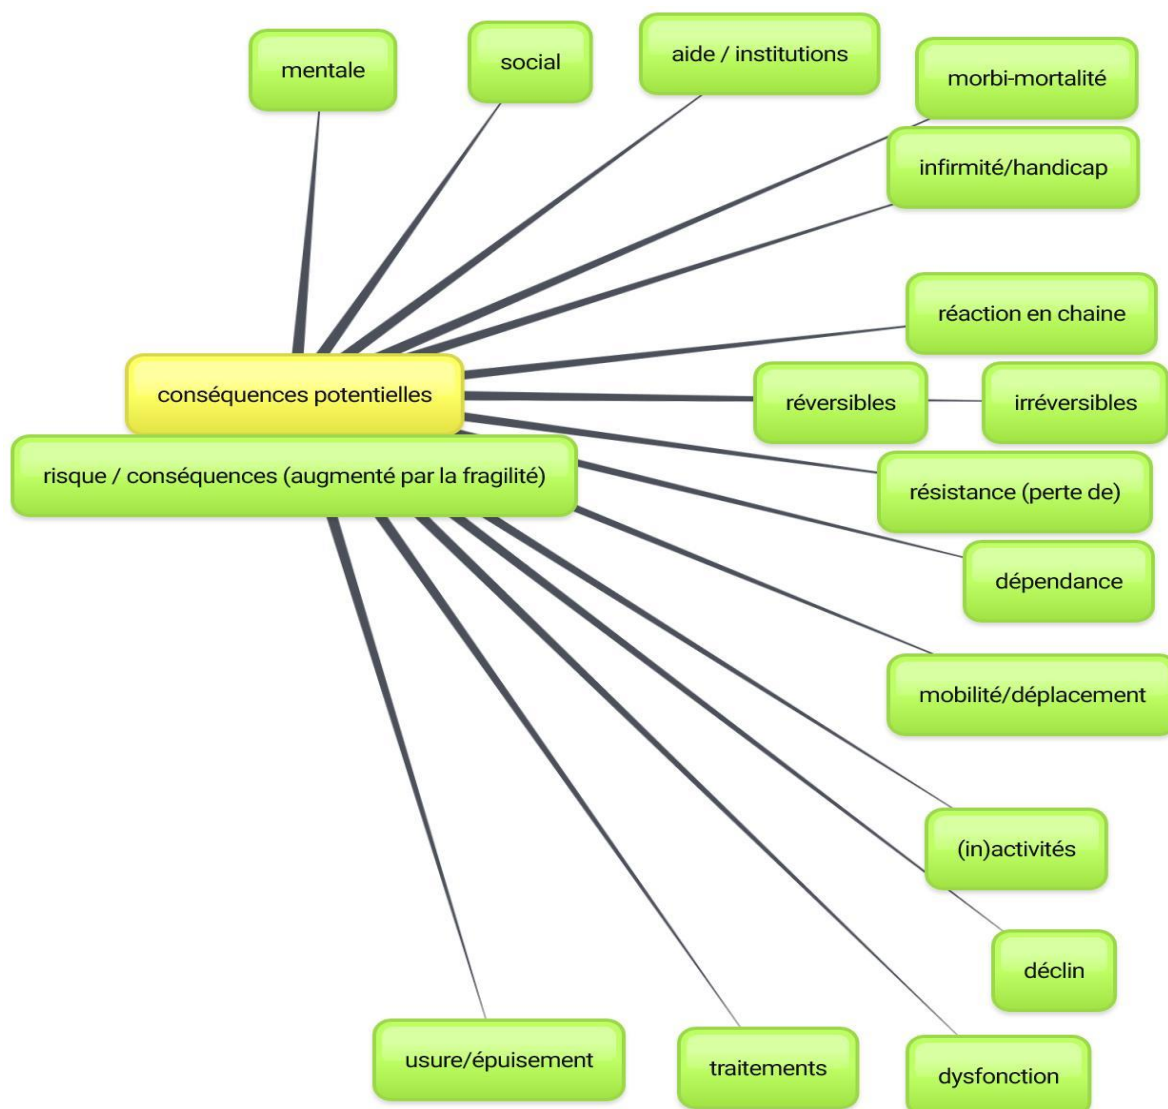 mentale
social
aide / institutions
morbi-mortalité
infirmité/handicap
réaction en chaine
conséquences potentielles
réversibles
irréversibles
risque / conséquences (augmenté par la fragilité)
résistance (perte de)
dépendance
mobilité/déplacement
(in)activités
déclin
usure/épuisement
traitements
dysfonction